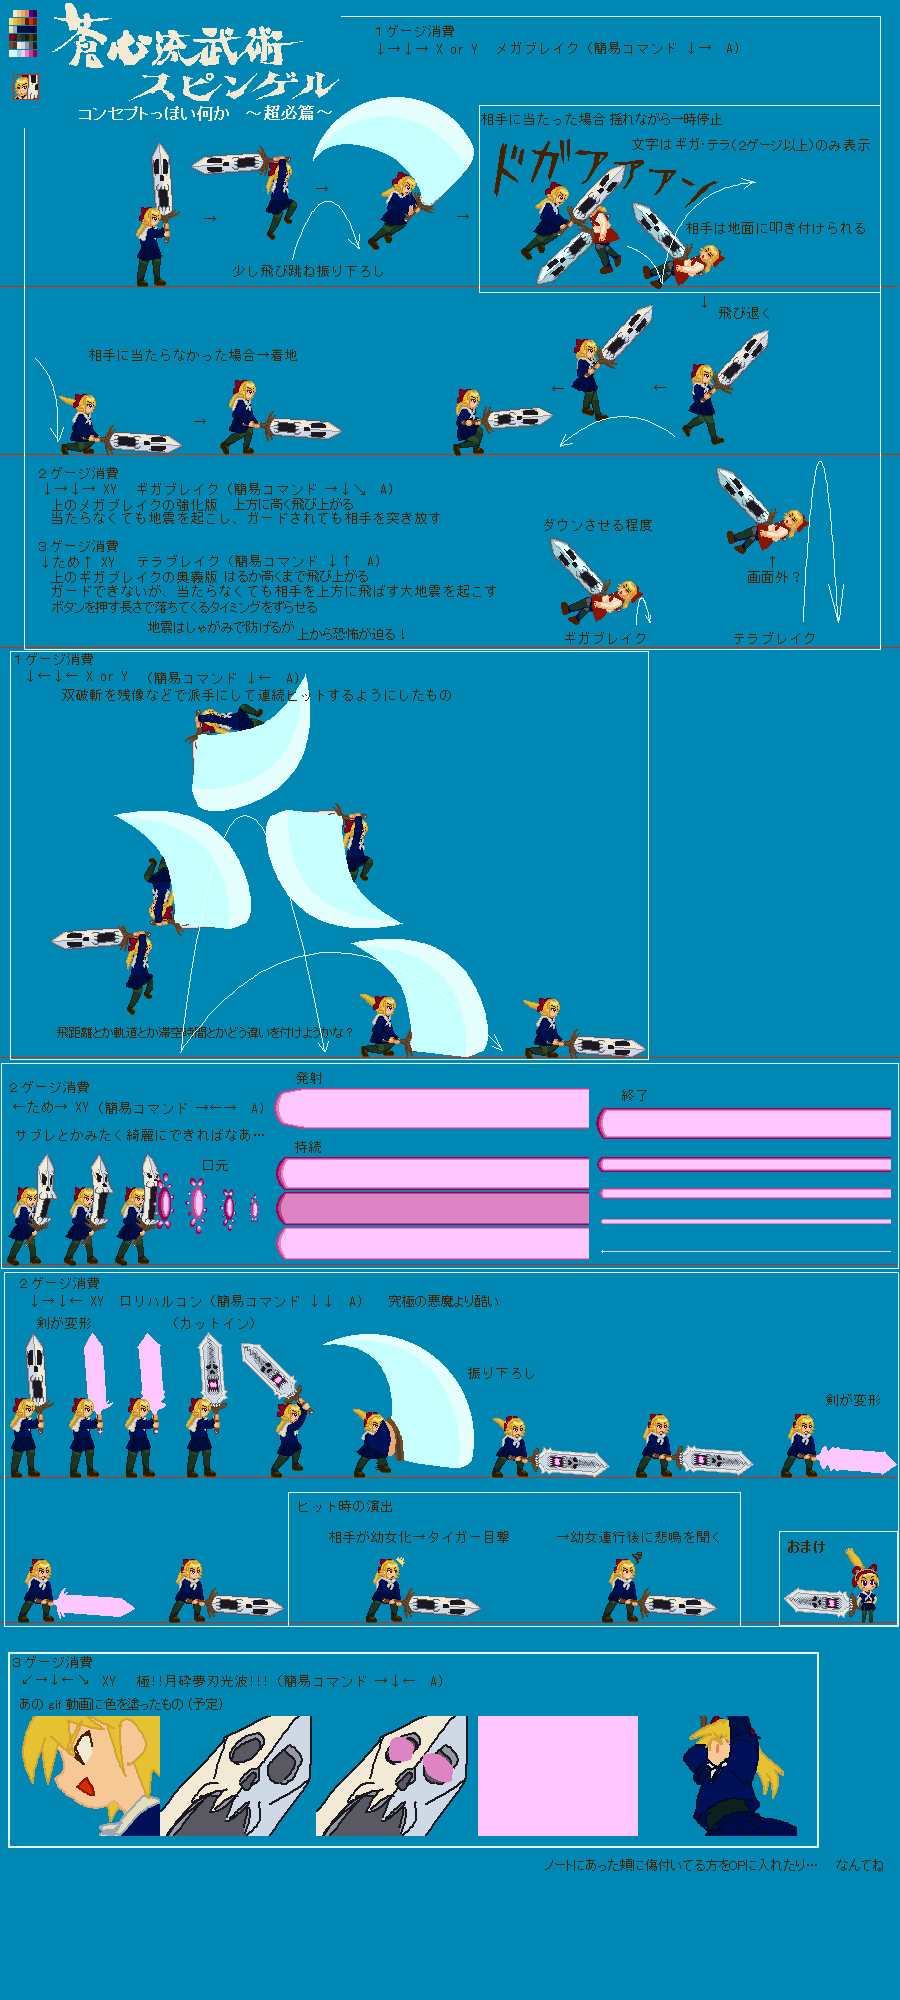 蒼心流武術
スピンゲル
コンセプトっぽい何か　～超必篇～
1ゲージ消費
↓→↓→ X or Y　メガブレイク（簡易コマンド ↓→　A）
相手に当たった場合 揺れながら一時停止
文字は ギガ・テラ(2ゲージ以上)のみ表示
ドガァァァン
相手は地面に叩き付けられる
→
→
→
少し飛び跳ね振り下ろし
↓
飛び退く
相手に当たらなかった場合→着地
→
←
←
2ゲージ消費
↓→↓→ XY　ギガブレイク（簡易コマンド →↓↘　A）
上のメガブレイクの強化版　上方に高く飛び上がる
当たらなくても地震を起こし、ガードされても相手を突き放す
3ゲージ消費
↓ため↑ XY　テラブレイク（簡易コマンド ↓↑　A）
上のギガブレイクの奥義版 はるか高くまで飛び上がる
ガードできないが、当たらなくても相手を上方に飛ばす大地震を起こす
ボタンを押す長さで落ちてくるタイミングをずらせる
地震はしゃがみで防げるが 上から恐怖が迫る！
ダウンさせる程度
ギガブレイク
↑
画面外？
テラブレイク
1ゲージ消費
↓←↓← X or Y　（簡易コマンド ↓←　A）
双破斬を残像などで派手にして連続ヒットするようにしたもの
飛距離とか軌道とか滞空時間とかどう違いを付けようかな？
2ゲージ消費
←ため→ XY（簡易コマンド →←→　A）
サブレとかみたく綺麗にできればなあ…
口元
発射
持続
終了
2ゲージ消費
↓→↓← XY　ロリハルコン（簡易コマンド ↓↓　A）　究極の悪魔より酷い
剣が変形
（カットイン）
振り下ろし
剣が変形
ヒット時の演出
相手が幼女化→タイガー目撃
→幼女連行後に悲鳴を聞く
おまけ
3ゲージ消費
↙→↓←↘ XY　極!!月砕夢刃光波!!!（簡易コマンド →↓←　A）
あの gif 動画に色を塗ったもの（予定）
ノートにあった頬に傷付いてる方をOPに入れたり…　なんてね